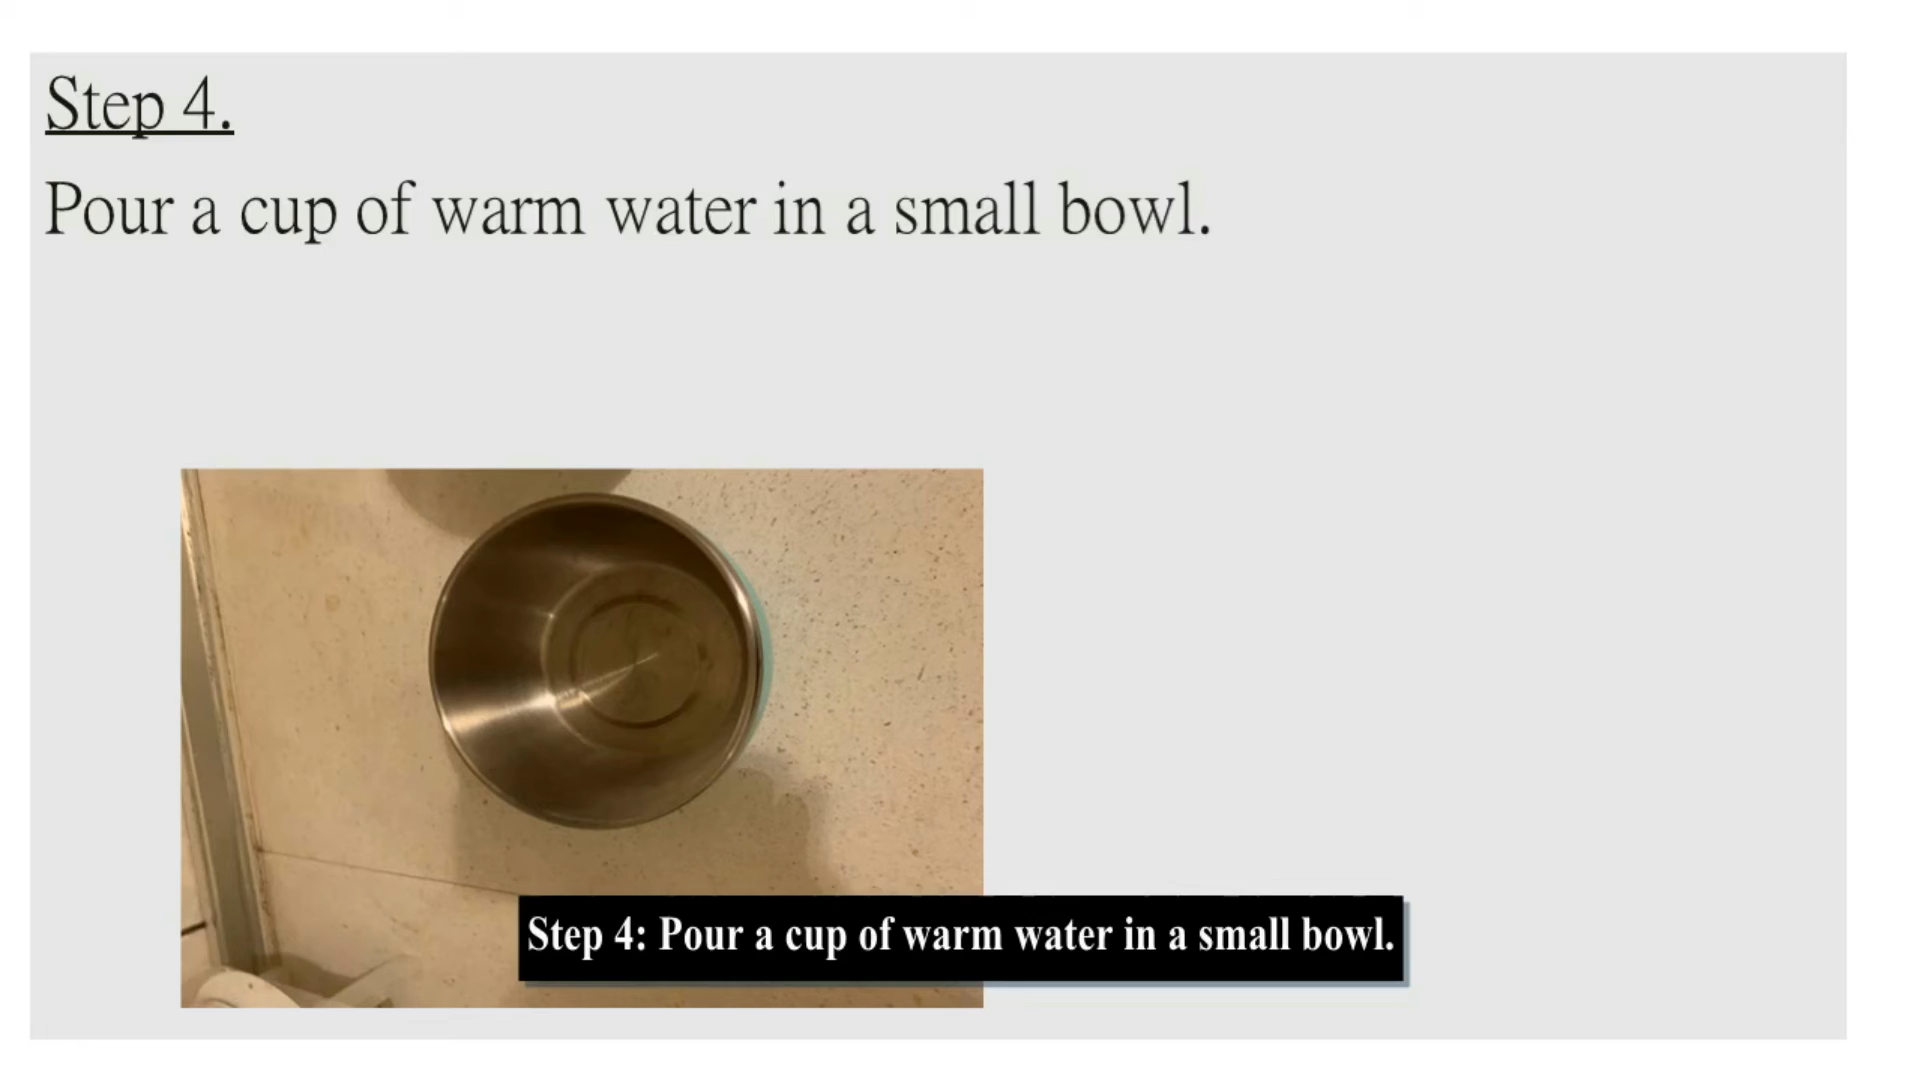 Step 4.
Pour a cup of warm water in a small bowl.
Step 4: Pour a cup of warm water in a small bowl.